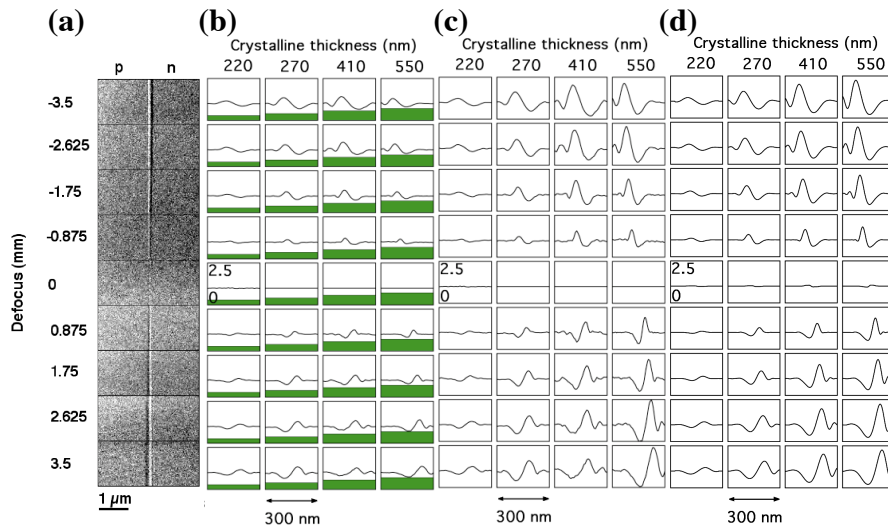 (a) (b) (c) (d)
Crystalline thickness (nm) Crystalline thickness (nm) Crystalline thickness (nm)
p n 220 270 410 550 220 270 410 550 220 270 410 550
-3.5
-2.625
-1.75
-0.875
0 2.5 2.5 2.5
0 0 0
0.875
1.75
2.625
3.5
Defocus (mm)
1 µm
300 nm 300 nm 300 nm